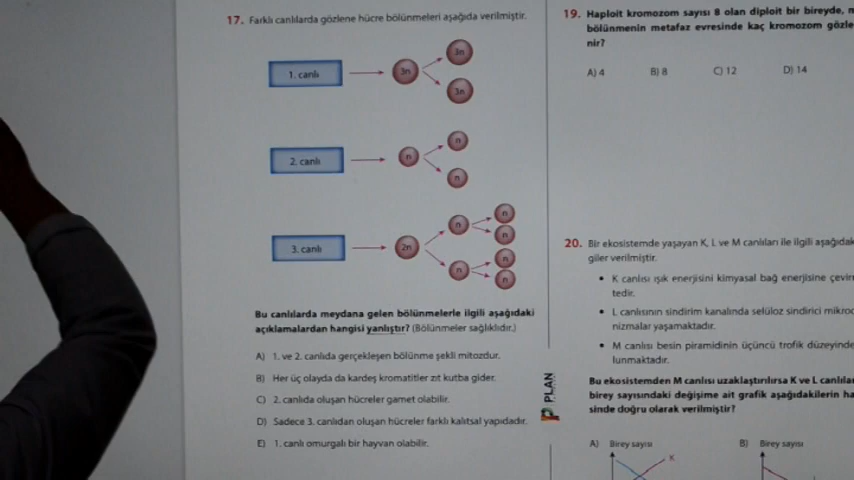 17. Farklı canlılarda gözlene hücre bölünmeleri aşağıda verilmiştir.
1. canlı
3n
3n
3n
2. canlı
n
n
n
3. canlı
2n
n
n
n
n
n
n
Bu canlılarda meydana gelen bölünmelerle ilgili aşağıdaki
açıklamalardan hangisi yanlıştır? (Bölünmeler sağlıklıdır.)
A) 1. ve 2. canlıda gerçekleşen bölünme şekli mitozdur.
B) Her üç olayda da kardeş kromatitler zıt kutba gider.
C) 2. canlıda oluşan hücreler gamet olabilir.
D) Sadece 3. canlıdan oluşan hücreler farklı kalıtsal yapıdadır.
E) 1. canlı omurgalı bir hayvan olabilir.
PLAN
19. Haploit kromozom sayısı 8 olan diploit bir bireyde,
bölünmenin metafaz evresinde kaç kromozom gözle
nir?
A) 4 B) 8 C) 12 D) 14
20. Bir ekosistemde yaşayan K, L ve M canlıları ile ilgili aşağıdak
giler verilmiştir.
• K canlısı ışık enerjisini kimyasal bağ enerjisine çevirm
tedir.
• L canlısının sindirim kanalında selüloz sindirici mikroo
nizmalar yaşamaktadır.
• M canlısı besin piramidinin üçüncü trofik düzeyinde
lunmaktadır.
Bu ekosistemden M canlısı uzaklaştırılırsa K ve L canlılar
birey sayısındaki değişime ait grafik aşağıdakilerin ha
sinde doğru olarak verilmiştir?
A) Birey sayısı B) Birey sayısı
K